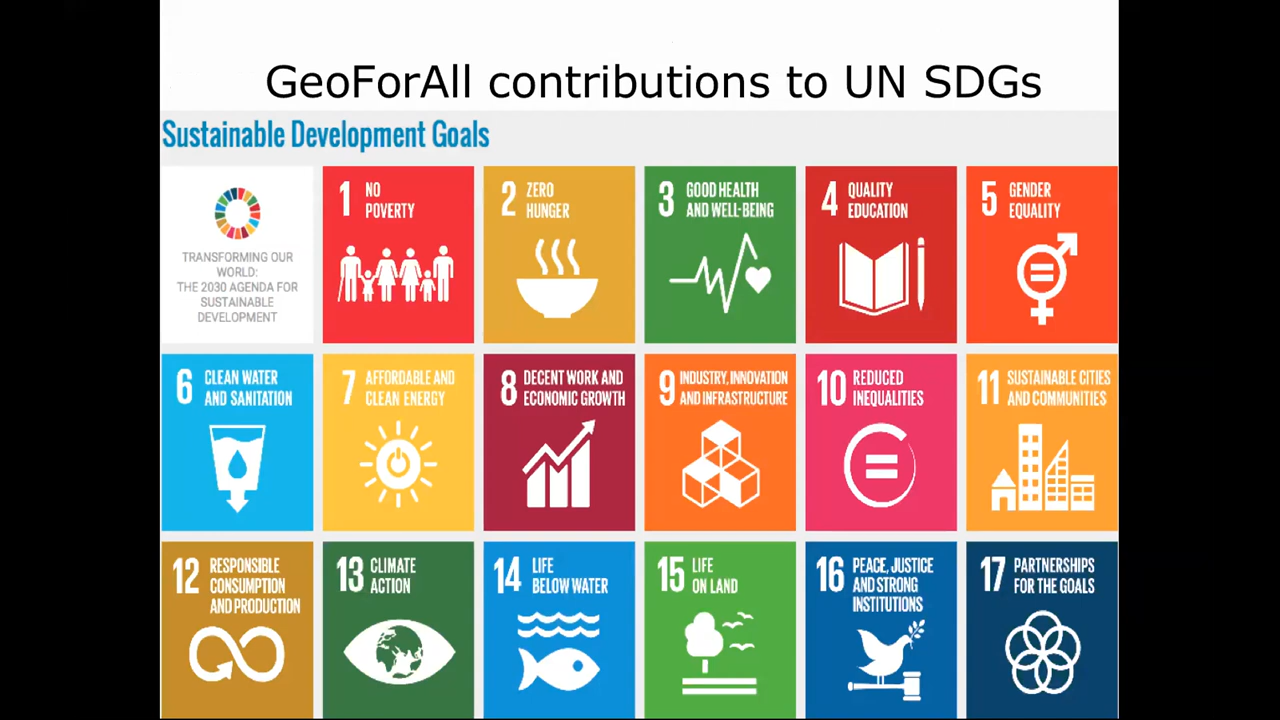 GeoForAll contributions to UN SDGs
Sustainable Development Goals
TRANSFORMING OUR
WORLD:
THE 2030 AGENDA FOR
SUSTAINABLE
DEVELOPMENT
1 NO
POVERTY
2 ZERO
HUNGER
3 GOOD HEALTH
AND WELL-BEING
4 QUALITY
EDUCATION
5 GENDER
EQUALITY
6 CLEAN WATER
AND SANITATION
7 AFFORDABLE AND
CLEAN ENERGY
8 DECENT WORK AND
ECONOMIC GROWTH
9 INDUSTRY, INNOVATION
AND INFRASTRUCTURE
10 REDUCED
INEQUALITIES
11 SUSTAINABLE CITIES
AND COMMUNITIES
12 RESPONSIBLE
CONSUMPTION
AND PRODUCTION
13 CLIMATE
ACTION
14 LIFE
BELOW WATER
15 LIFE
ON LAND
16 PEACE, JUSTICE
AND STRONG
INSTITUTIONS
17 PARTNERSHIPS
FOR THE GOALS